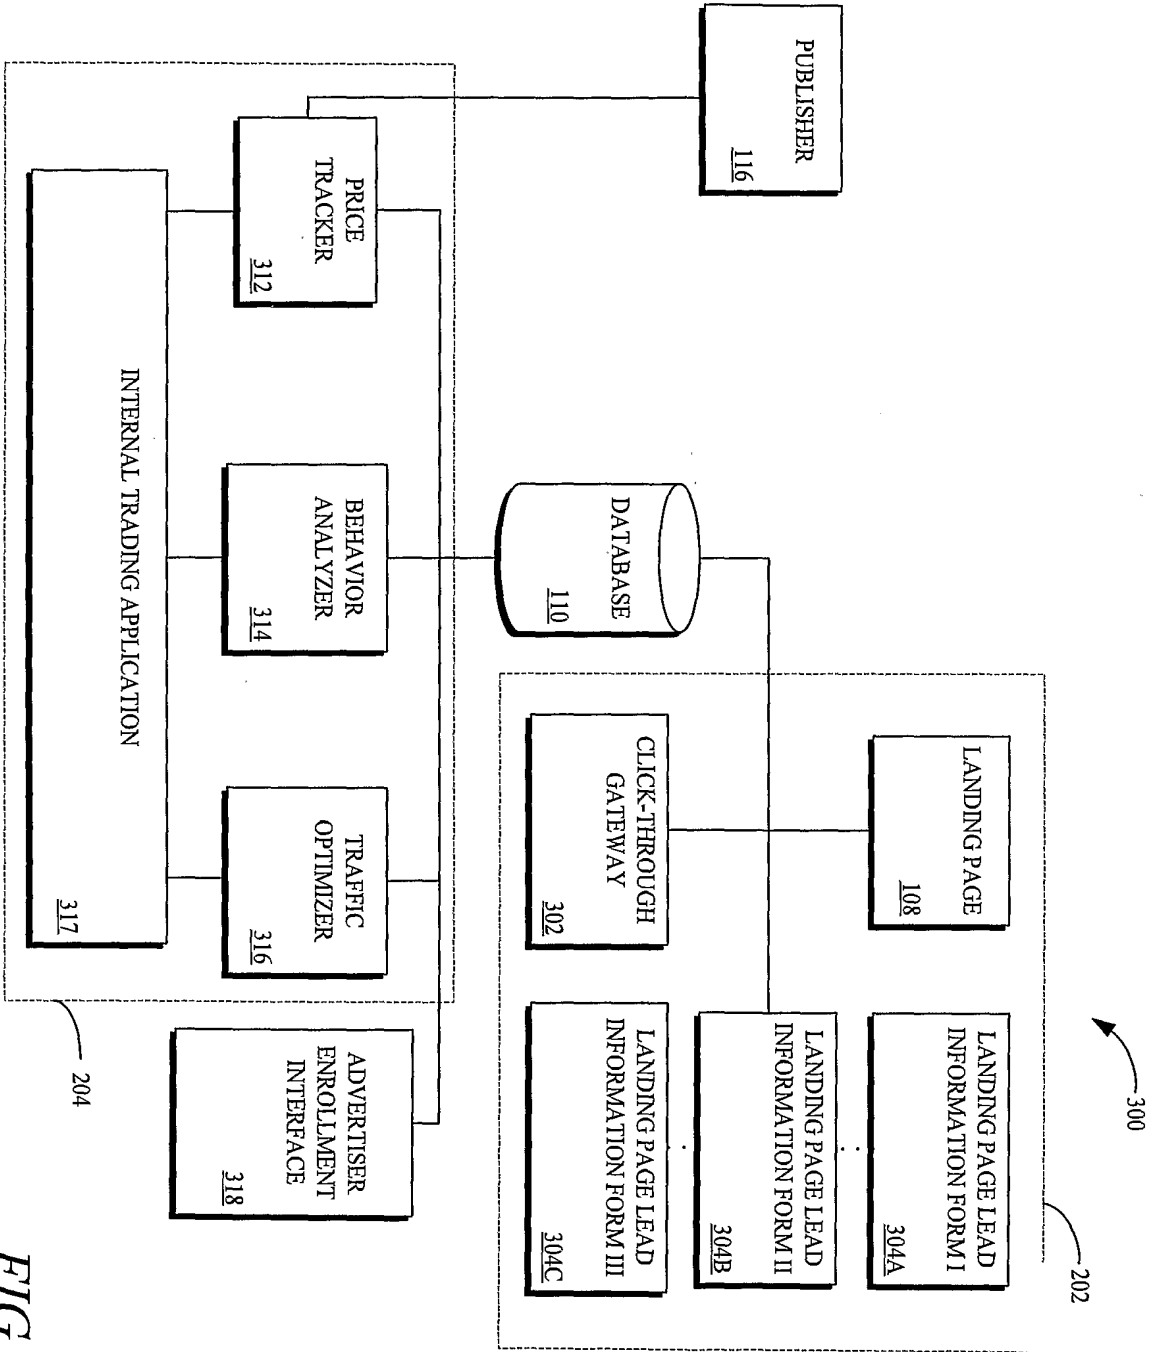 300
202
LANDING PAGE
108
LANDING PAGE LEAD
INFORMATION FORM I
304A
PUBLISHER
116
LANDING PAGE LEAD
INFORMATION FORM II
304B
DATABASE
110
CLICK-THROUGH
GATEWAY
302
LANDING PAGE LEAD
INFORMATION FORM III
304C
PRICE
TRACKER
312
BEHAVIOR
ANALYZER
314
TRAFFIC
OPTIMIZER
316
ADVERTISER
ENROLLMENT
INTERFACE
318
INTERNAL TRADING APPLICATION
317
204
FIG